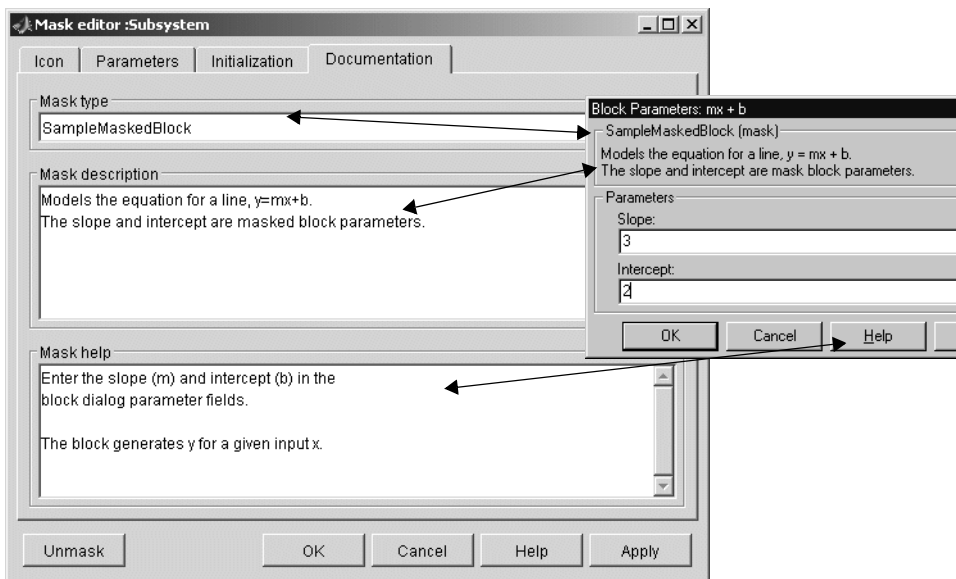 Mask editor :Subsystem
Icon
Parameters
Initialization
Documentation
Mask type
SampleMaskedBlock
Mask description
Models the equation for a line, y=mx+b.
The slope and intercept are masked block parameters.
Mask help
Enter the slope (m) and intercept (b) in the
block dialog parameter fields.
The block generates y for a given input x.
Unmask
OK
Cancel
Help
Apply
Block Parameters: mx + b
SampleMaskedBlock (mask)
Models the equation for a line, y = mx + b.
The slope and intercept are mask block parameters.
Parameters
Slope:
3
Intercept:
2
OK
Cancel
Help